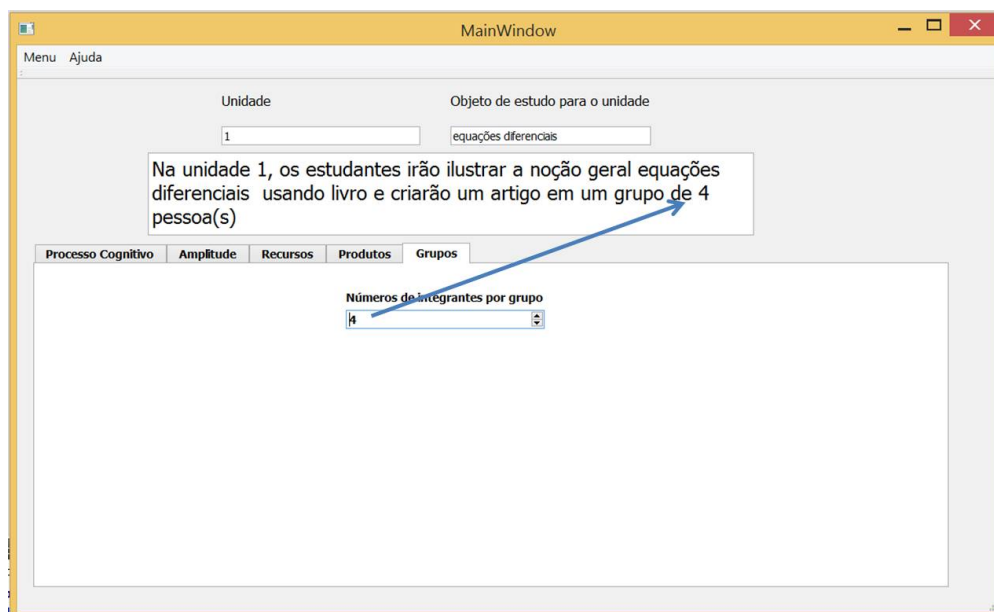 MainWindow
Menu Ajuda
Unidade Objeto de estudo para o unidade
1 equações diferenciais
Na unidade 1, os estudantes irão ilustrar a noção geral equações
diferenciais usando livro e criarão um artigo em um grupo de 4
pessoa(s)
Processo Cognitivo Amplitude Recursos Produtos Grupos
Números de integrantes por grupo
4